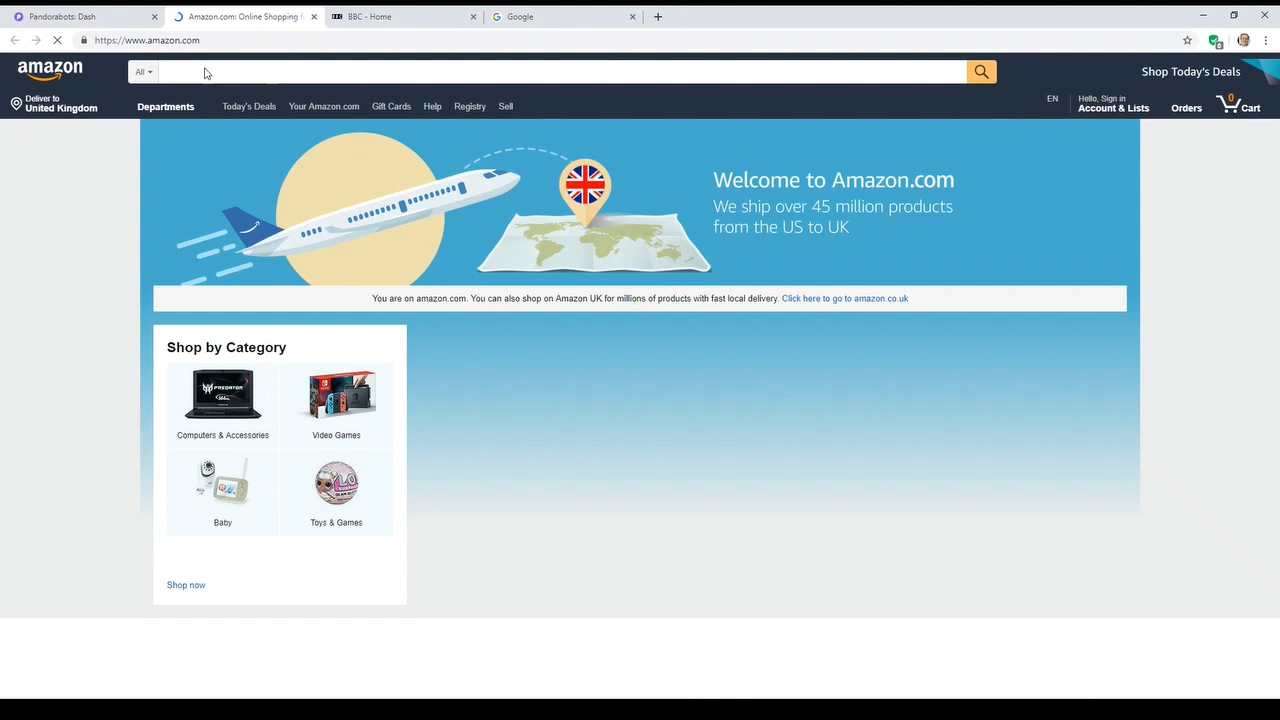 Pandorabots: Dash
Amazon.com: Online Shopping f
BBC - Home
Google
https://www.amazon.com
amazon
All
Shop Today's Deals
Deliver to
United Kingdom
Departments
Today's Deals
Your Amazon.com
Gift Cards
Help
Registry
Sell
EN
Hello, Sign in
Account & Lists
Orders
0
Cart
Welcome to Amazon.com
We ship over 45 million products
from the US to UK
You are on amazon.com. You can also shop on Amazon UK for millions of products with fast local delivery. Click here to go to amazon.co.uk
Shop by Category
PREDATOR
Computers & Accessories
Video Games
Baby
Toys & Games
Shop now